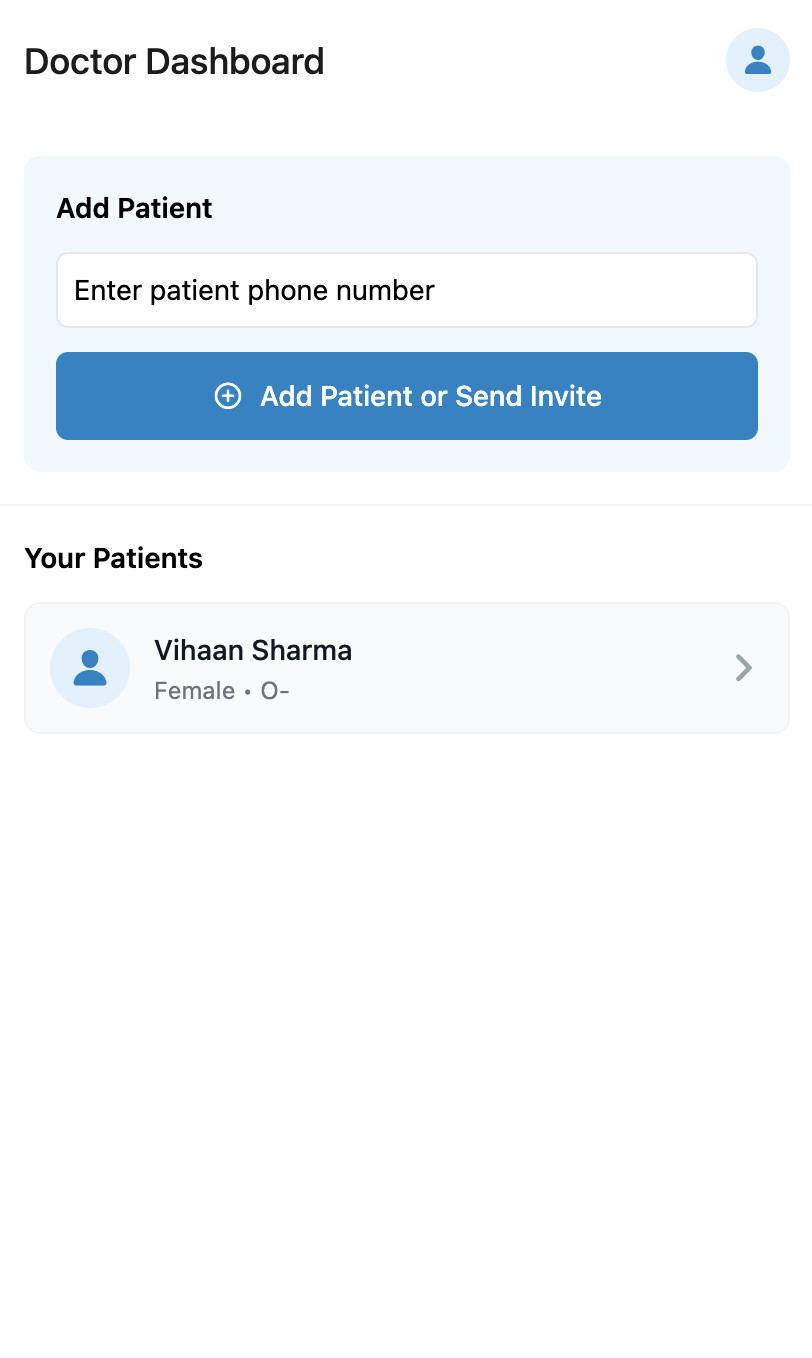 Doctor Dashboard
Add Patient
Enter patient phone number
Add Patient or Send Invite
Your Patients
Vihaan Sharma
Female • O-